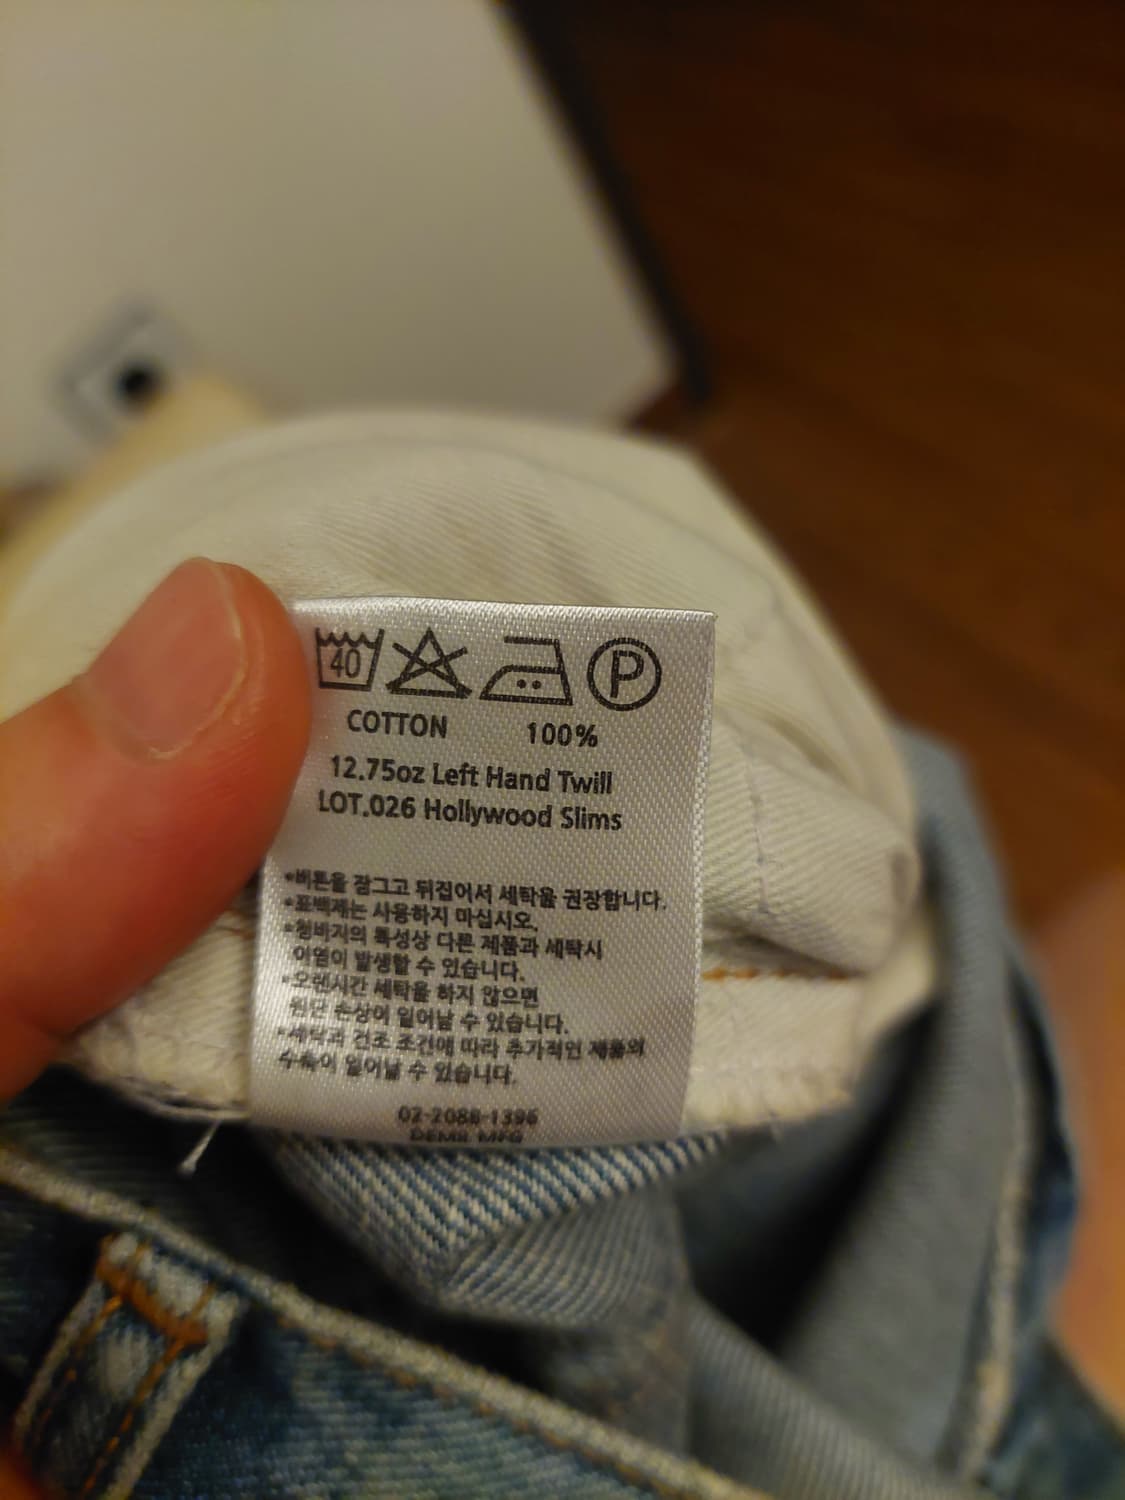 40 P
COTTON 100%
12.75oz Left Hand Twill
LOT.026 Hollywood Slims
*버튼을 잠그고 뒤집어서 세탁을 권장합니다.
*표백제는 사용하지 마십시오.
*청바지의 특성상 다른 제품과 세탁시
이염이 발생할 수 있습니다.
*오랜시간 세탁을 하지 않으면
원단 손상이 일어날 수 있습니다.
*세탁과 건조 조건에 따라 추가적인 제품의
수축이 일어날 수 있습니다.
02-2088-1396
DEMIL MFG